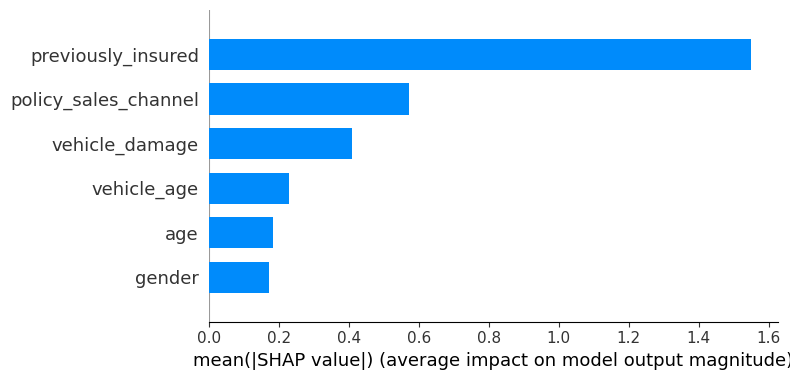 previously_insured
policy_sales_channel
vehicle_damage
vehicle_age
age
gender
0.0 0.2 0.4 0.6 0.8 1.0 1.2 1.4 1.6
mean(|SHAP value|) (average impact on model output magnitude)